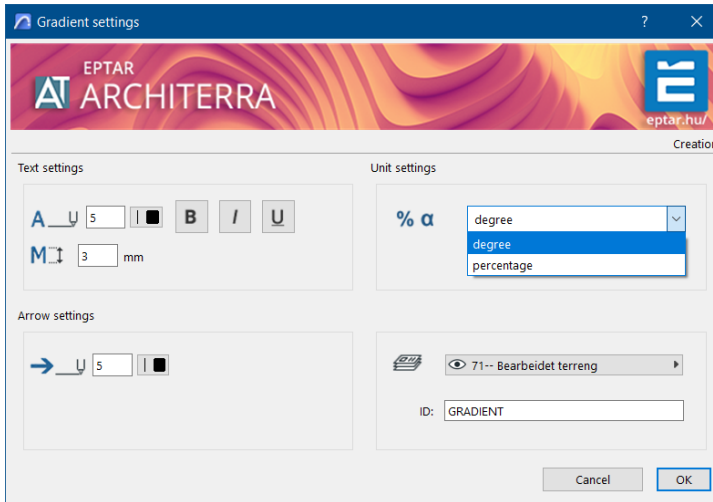 Gradient settings
?
EPTAR
AT ARCHITERRA
eptar.hu/
Creation
Text settings
Unit settings
A 5 B I U
% α degree
degree
percentage
M 3 mm
Arrow settings
5
71-- Bearbeidet terreng
ID: GRADIENT
Cancel OK